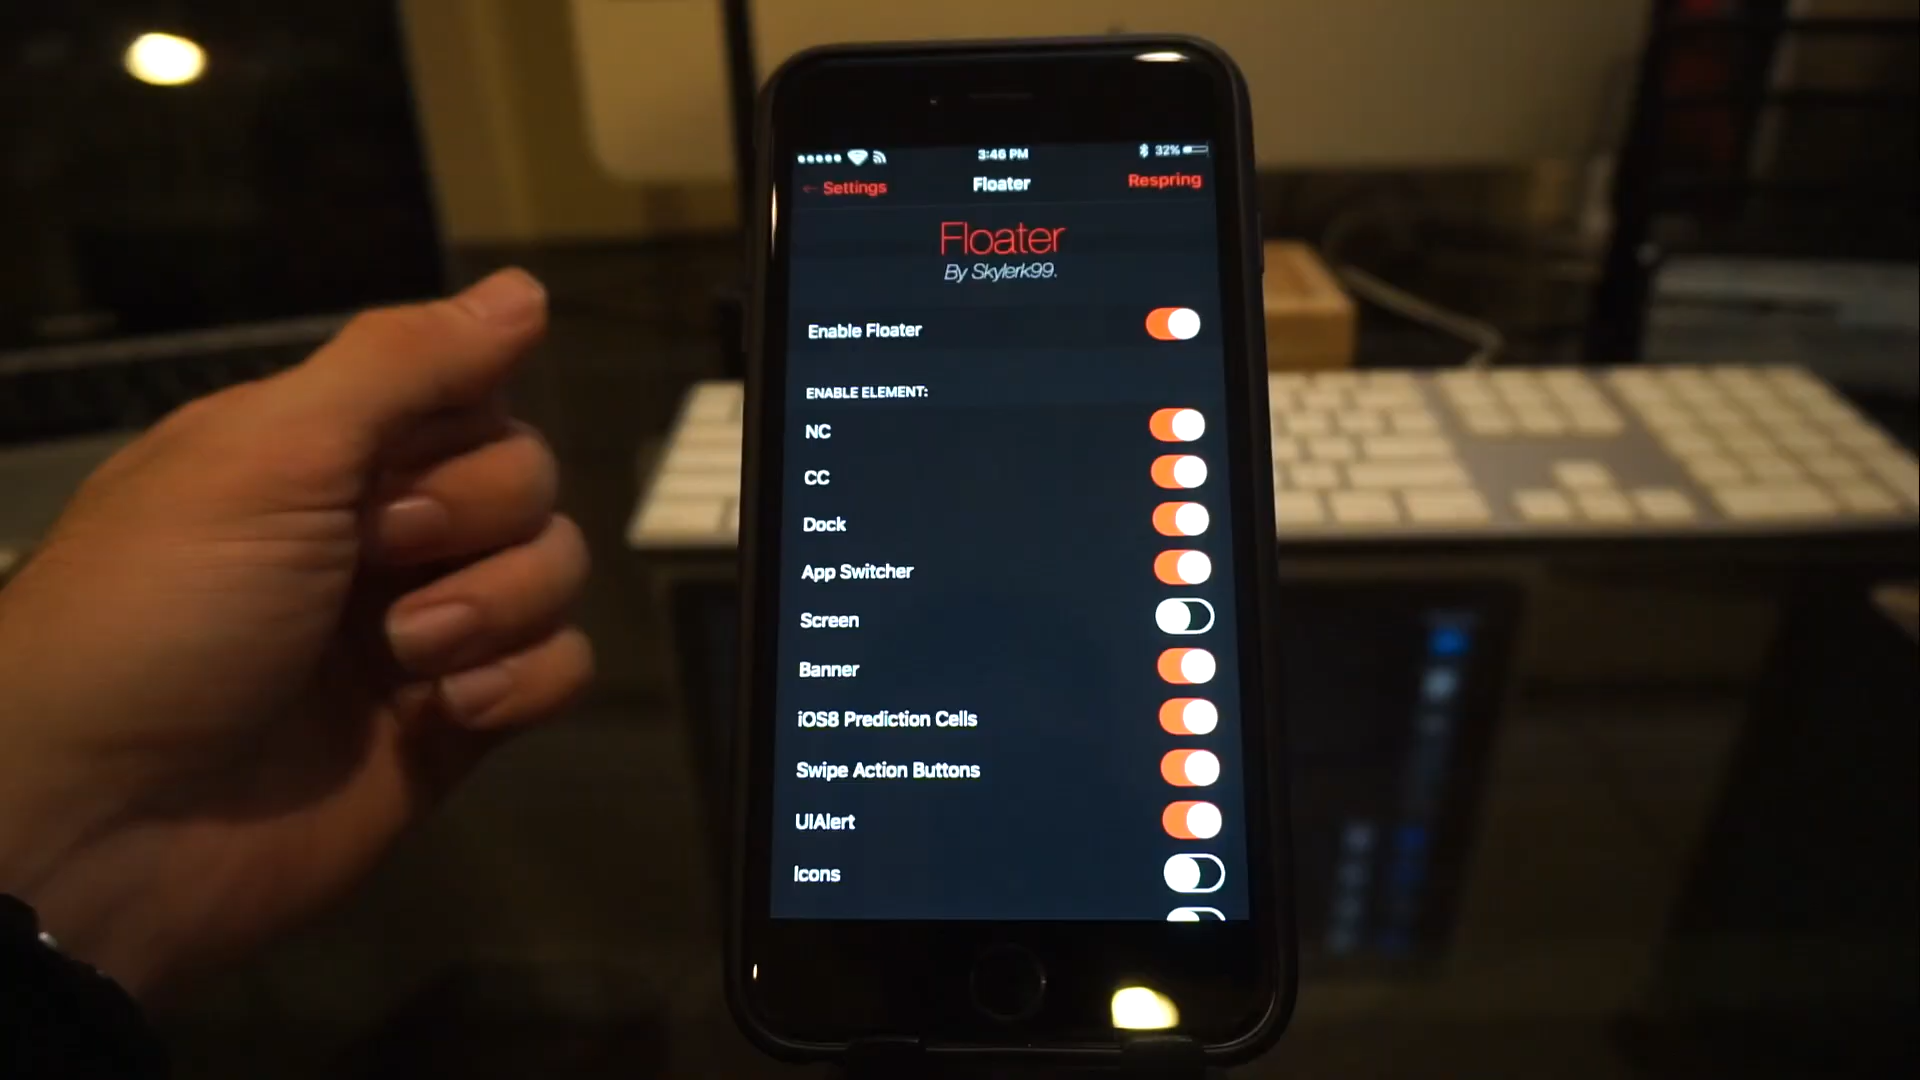 3:46 PM
32%
← Settings
Floater
Respring
Floater
By Skylerk99.
Enable Floater
ENABLE ELEMENT:
NC
CC
Dock
App Switcher
Screen
Banner
iOS8 Prediction Cells
Swipe Action Buttons
UIAlert
Icons